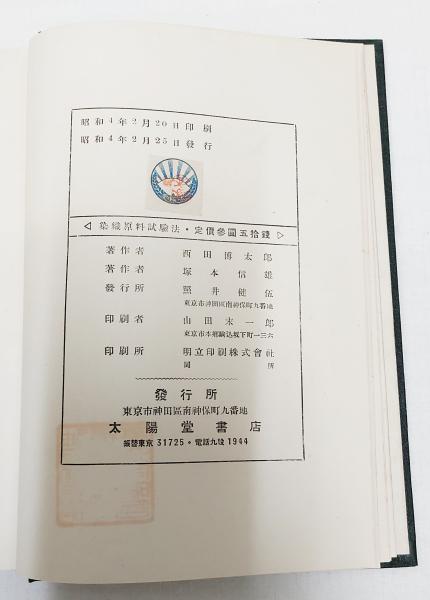 昭和4年2月20日印刷
昭和4年2月25日發行
◁ 染織原料試驗法・定價參圓五拾錢 ▷
著作者 西田博太郎
著作者 塚本信雄
發行所 照井健伍
東京市神田區南神保町九番地
印刷者 山田末一郎
東京市本鄕駒込坂下町一三六
印刷所 明立印刷株式會社
同所
發行所
東京市神田區南神保町九番地
太陽堂書店
振替東京 31725・電話九段 1944